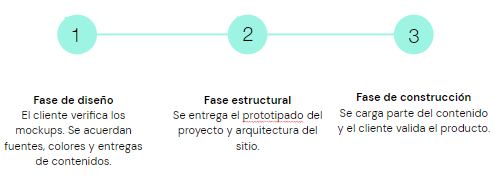 1
2
3
Fase de diseño
El cliente verifica los
mockups. Se acuerdan
fuentes, colores y entregas
de contenidos.
Fase estructural
Se entrega el prototipado del
proyecto y arquitectura del
sitio.
Fase de construcción
Se carga parte del contenido
y el cliente valida el producto.